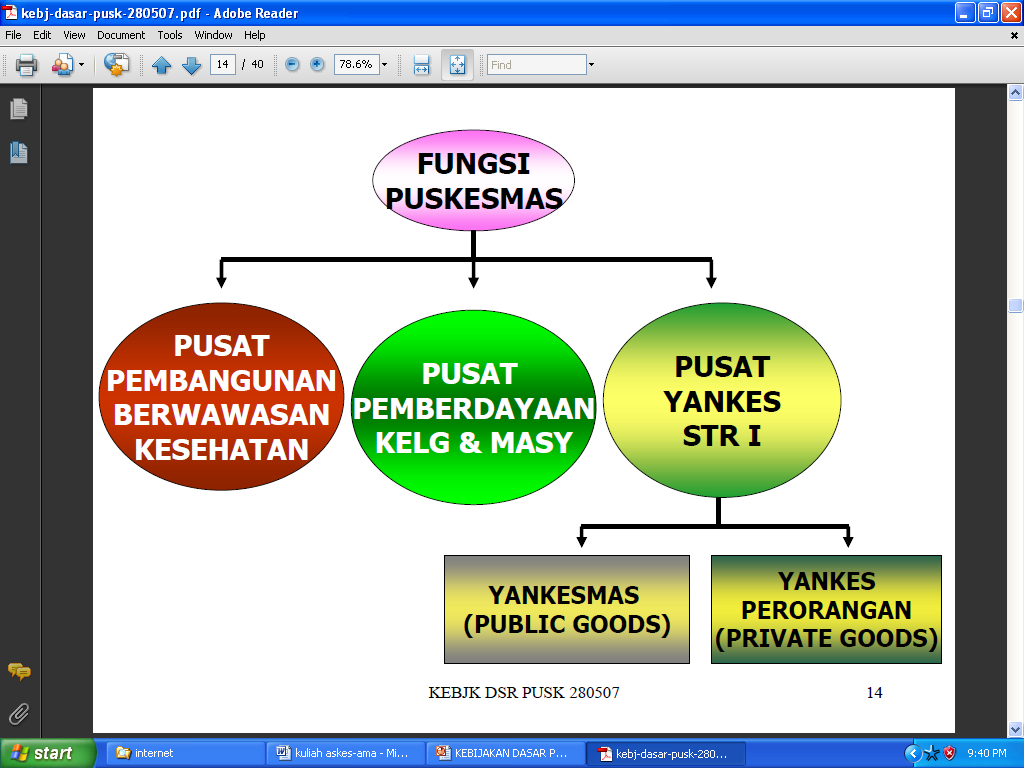 kebj-dasar-pusk-280507.pdf - Adobe Reader
File Edit View Document Tools Window Help
14 / 40 78.6% Find
FUNGSI
PUSKESMAS
PUSAT
PEMBANGUNAN
BERWAWASAN
KESEHATAN
PUSAT
PEMBERDAYAAN
KELG & MASY
PUSAT
YANKES
STR I
YANKESMAS
(PUBLIC GOODS)
YANKES
PERORANGAN
(PRIVATE GOODS)
KEBJK DSR PUSK 280507 14
start internet kuliah askes-ama - Mi... KEBIJAKAN DASAR P... kebj-dasar-pusk-280... 9:40 PM